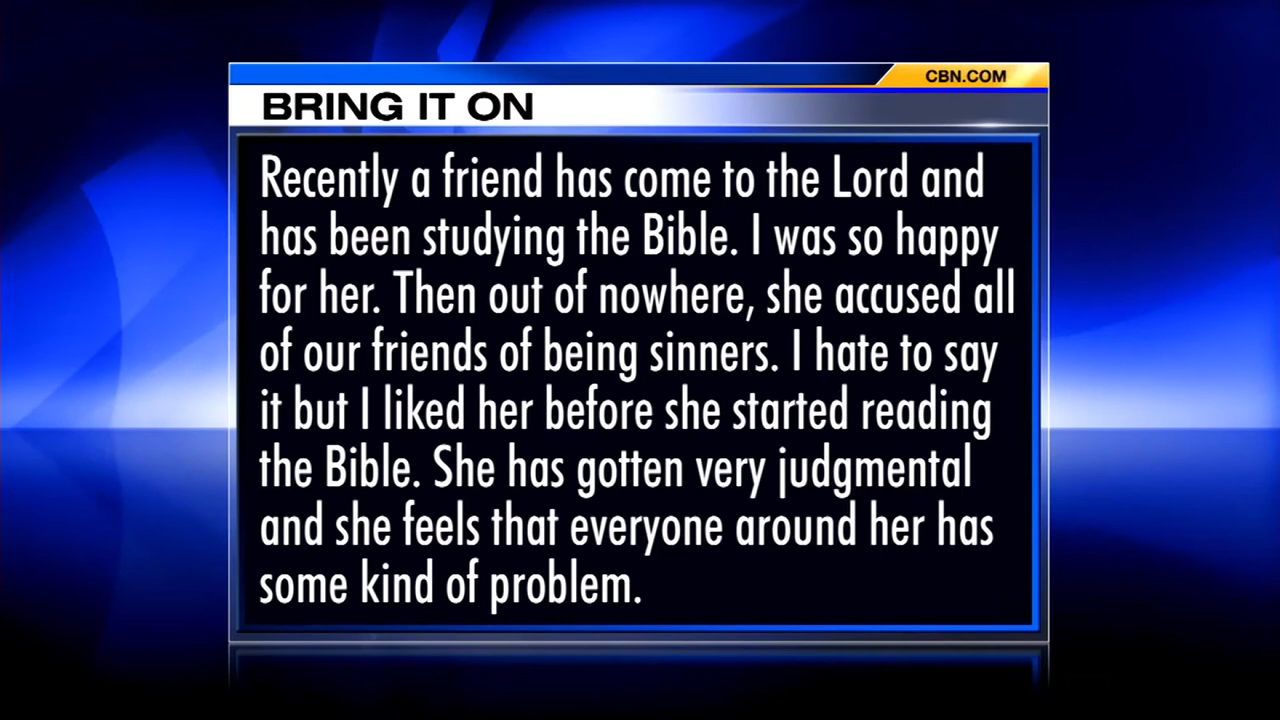 CBN.COM
BRING IT ON
Recently a friend has come to the Lord and
has been studying the Bible. I was so happy
for her. Then out of nowhere, she accused all
of our friends of being sinners. I hate to say
it but I liked her before she started reading
the Bible. She has gotten very judgmental
and she feels that everyone around her has
some kind of problem.